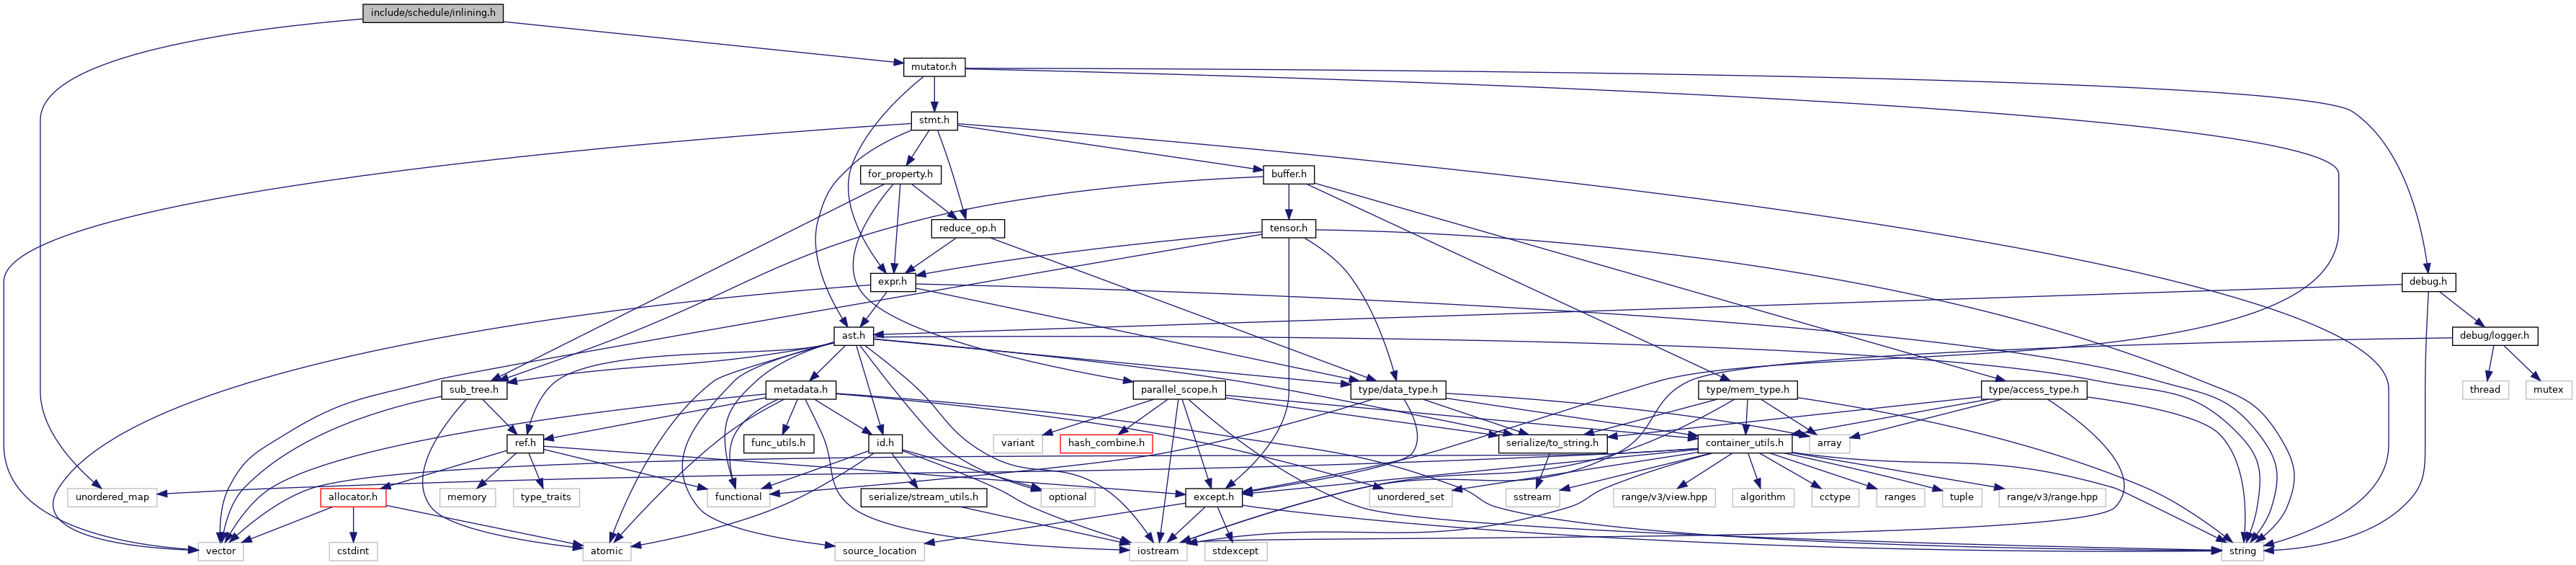 include/schedule/inlining.h
mutator.h
stmt.h
for_property.h
buffer.h
reduce_op.h
tensor.h
expr.h
debug.h
ast.h
debug/logger.h
sub_tree.h
metadata.h
parallel_scope.h
type/data_type.h
type/mem_type.h
type/access_type.h
thread
mutex
ref.h
func_utils.h
id.h
variant
hash_combine.h
serialize/to_string.h
container_utils.h
array
unordered_map
allocator.h
memory
type_traits
functional
serialize/stream_utils.h
optional
except.h
unordered_set
sstream
range/v3/view.hpp
algorithm
cctype
ranges
tuple
range/v3/range.hpp
vector
cstdint
atomic
source_location
iostream
stdexcept
string